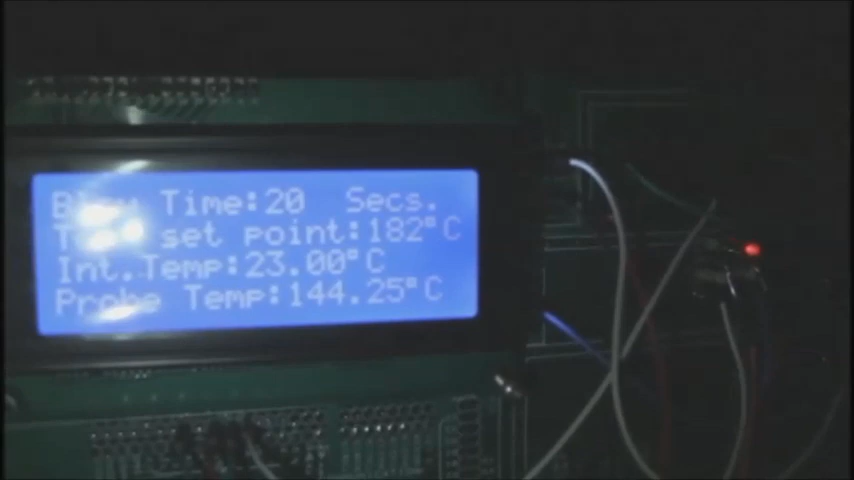 Time:20 Secs.
set point:182°C
Int.Temp:23.00°C
Probe Temp:144.25°C